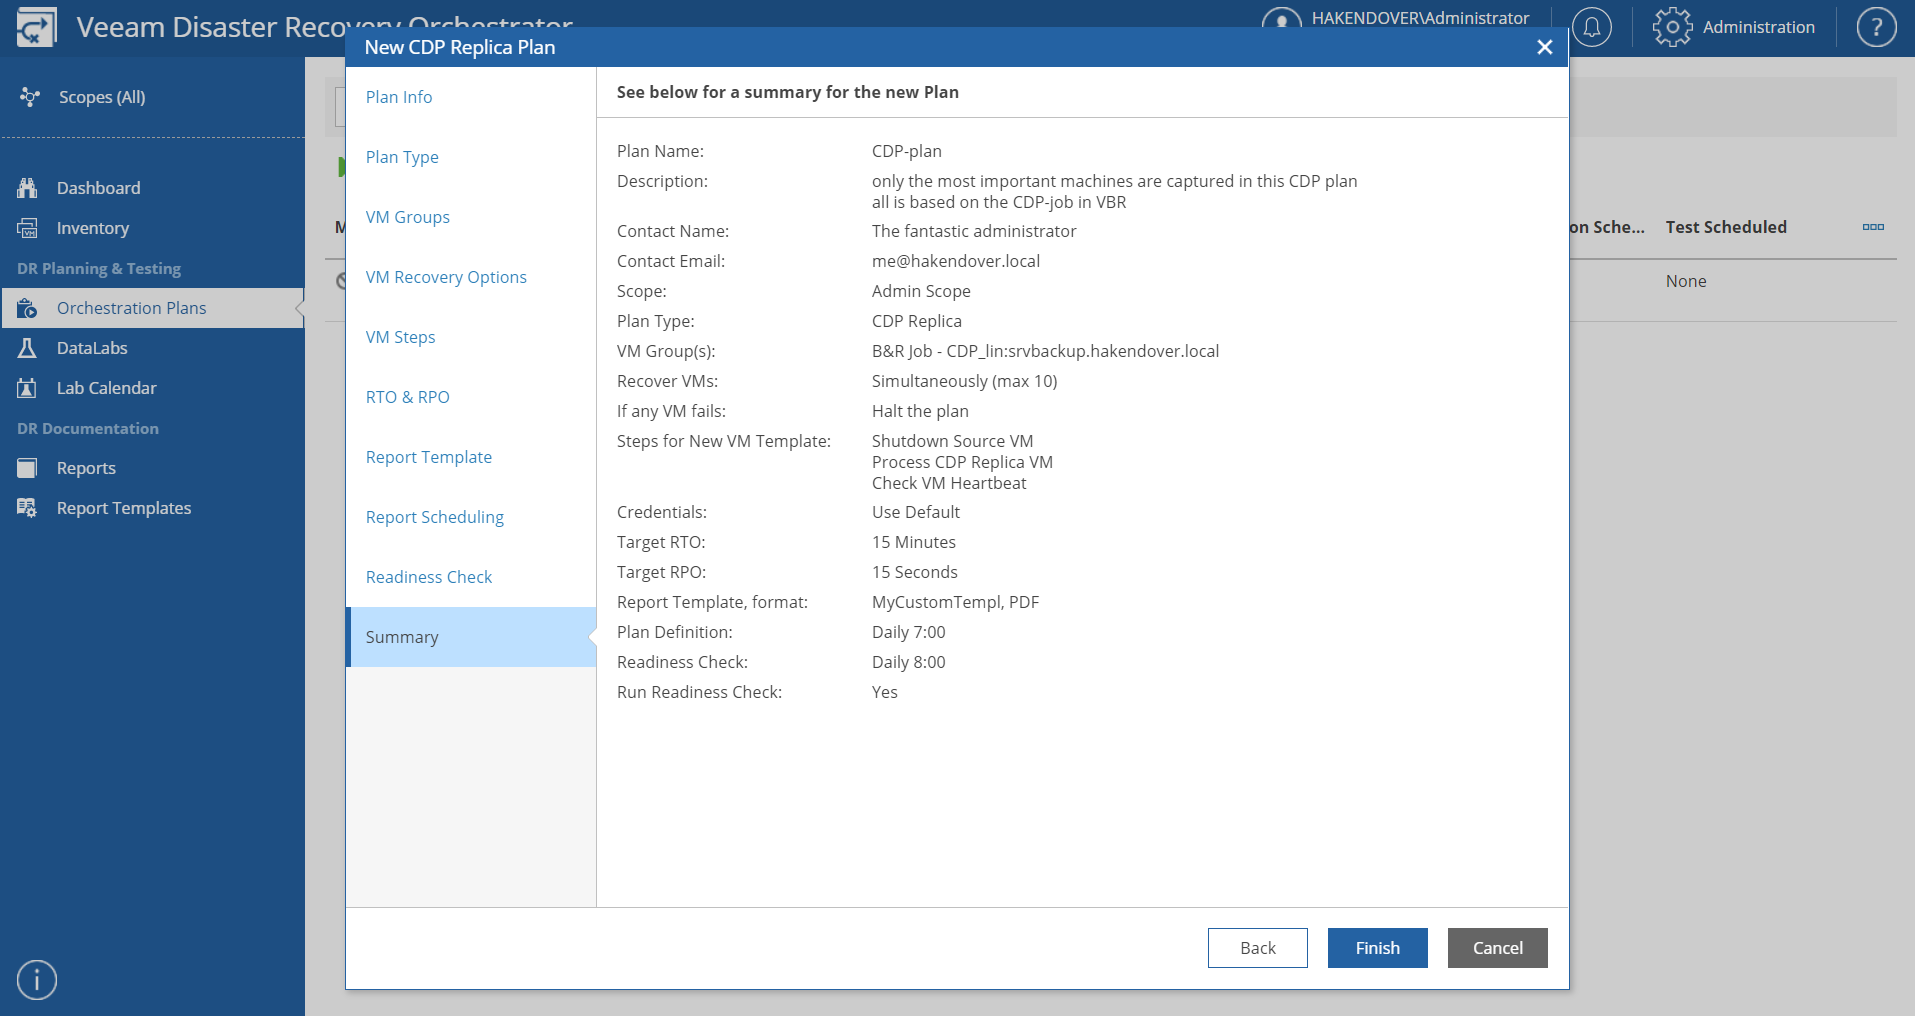 Veeam Disaster Recovery Orchestrator
HAKENDOVER\Administrator
Administration
?
Scopes (All)
Dashboard
Inventory
DR Planning & Testing
Orchestration Plans
DataLabs
Lab Calendar
DR Documentation
Reports
Report Templates
i
New CDP Replica Plan
Plan Info
Plan Type
VM Groups
VM Recovery Options
VM Steps
RTO & RPO
Report Template
Report Scheduling
Readiness Check
Summary
See below for a summary for the new Plan
Plan Name: CDP-plan
Description: only the most important machines are captured in this CDP plan
all is based on the CDP-job in VBR
Contact Name: The fantastic administrator
Contact Email: me@hakendover.local
Scope: Admin Scope
Plan Type: CDP Replica
VM Group(s): B&R Job - CDP_lin:srvbackup.hakendover.local
Recover VMs: Simultaneously (max 10)
If any VM fails: Halt the plan
Steps for New VM Template: Shutdown Source VM
Process CDP Replica VM
Check VM Heartbeat
Credentials: Use Default
Target RTO: 15 Minutes
Target RPO: 15 Seconds
Report Template, format: MyCustomTempl, PDF
Plan Definition: Daily 7:00
Readiness Check: Daily 8:00
Run Readiness Check: Yes
Back
Finish
Cancel
on Sche... Test Scheduled
None